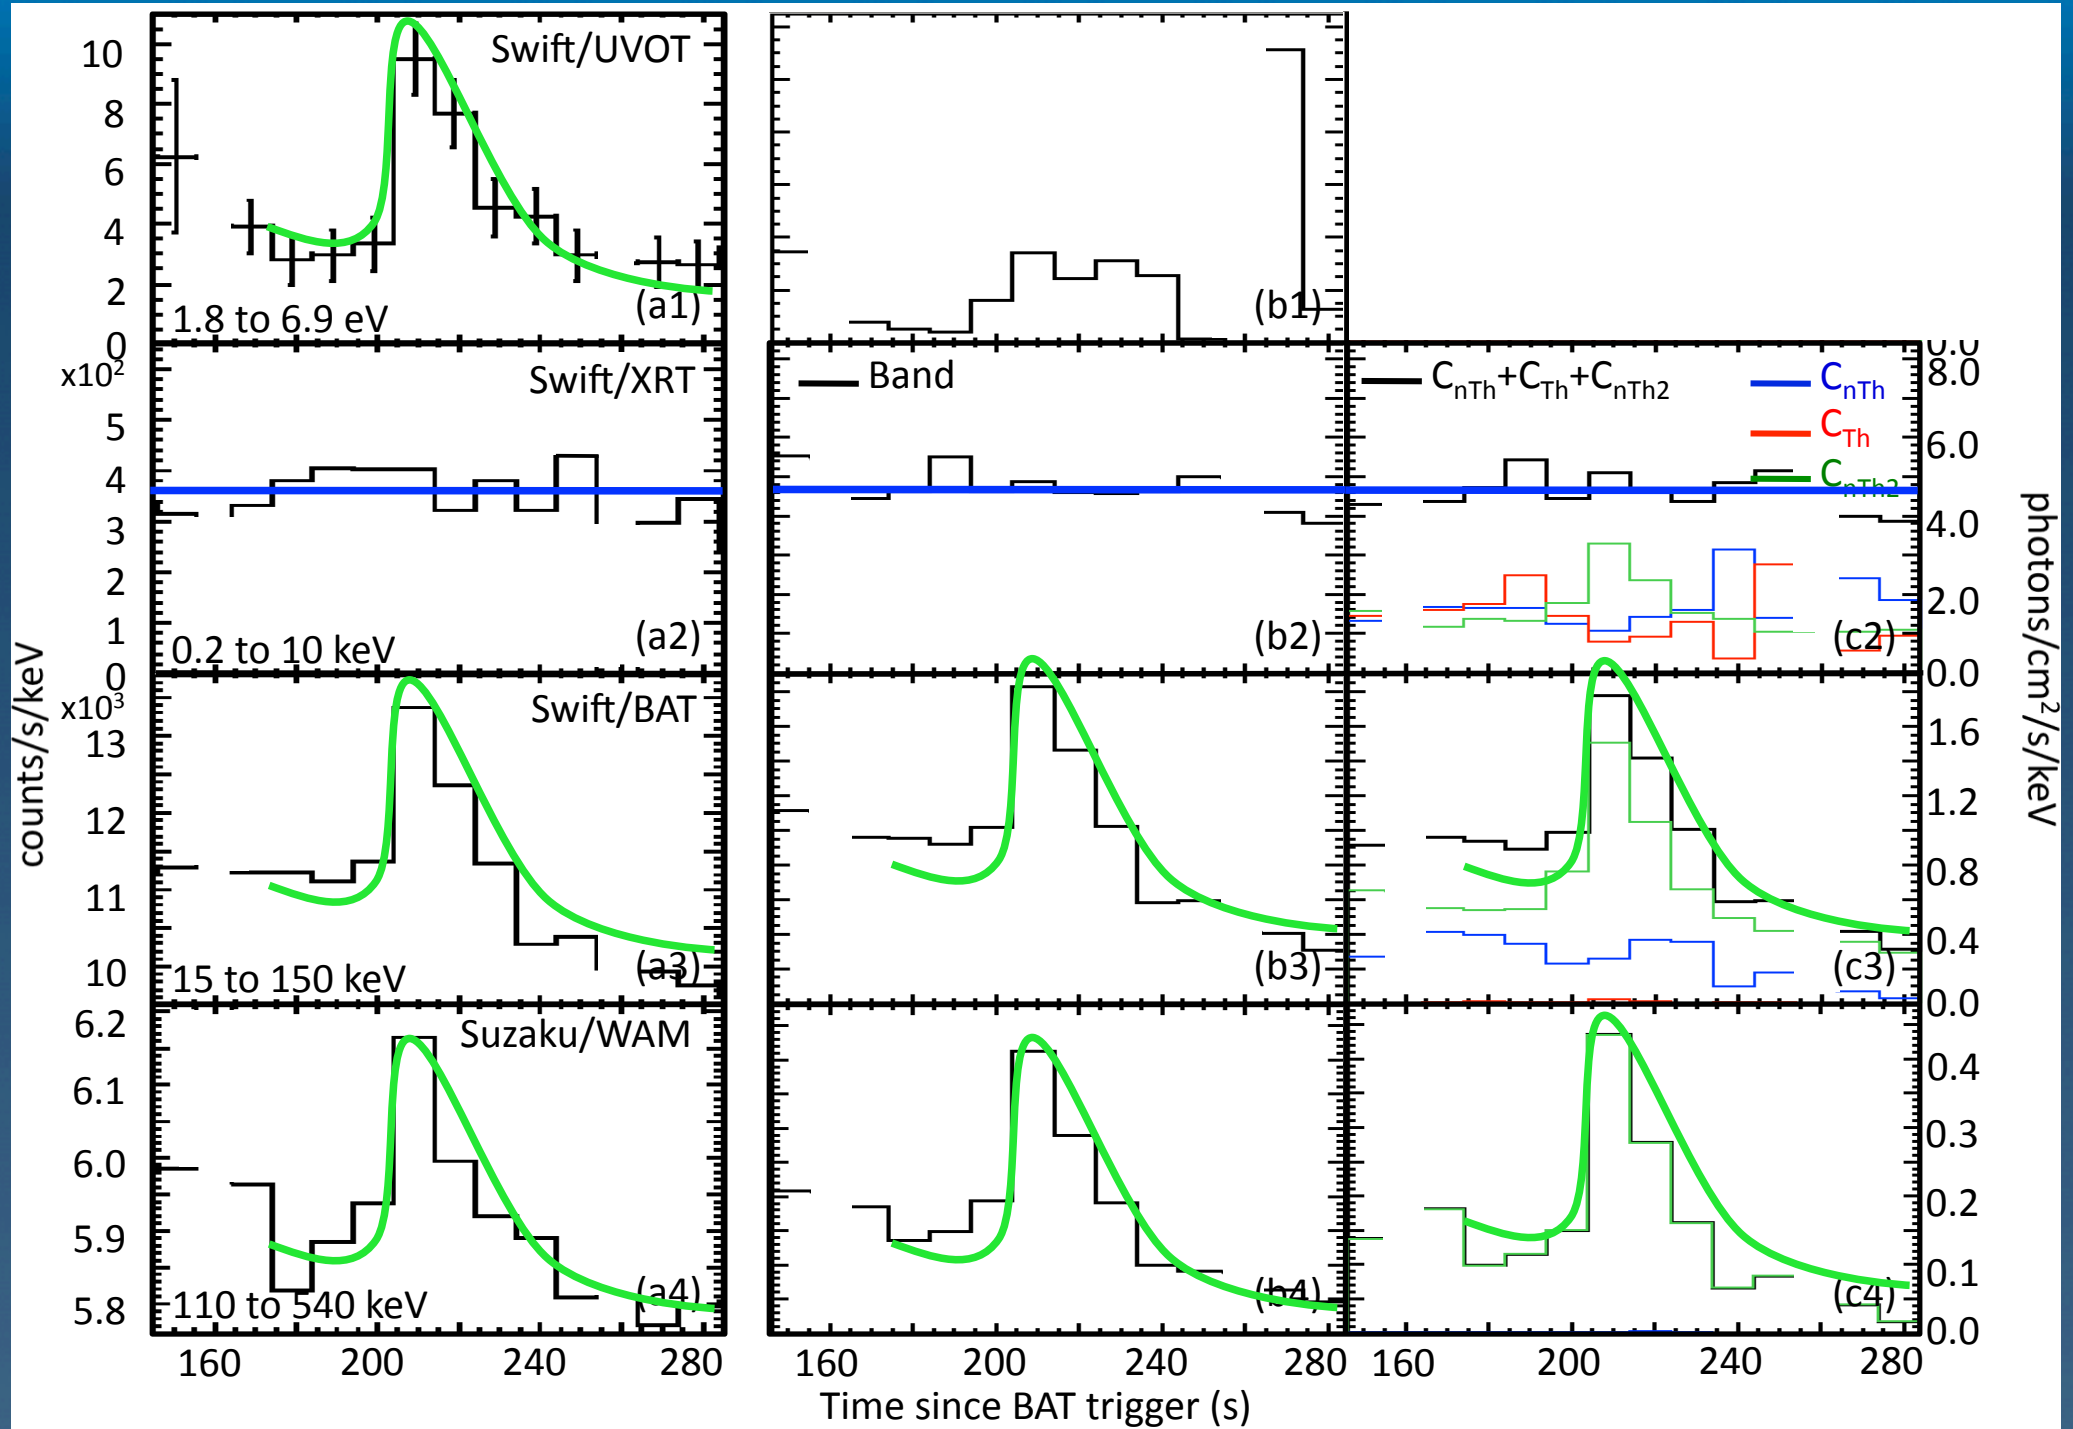 Swift/UVOT
10
8
6
4
2
0
1.8 to 6.9 eV
(a1)
(b1)
x10²
Swift/XRT
5
4
3
2
1
0
0.2 to 10 keV
(a2)
Band
(b2)
C_nTh+C_Th+C_nTh2
C_nTh
C_Th
C_nTh2
(c2)
0.0
8.0
6.0
4.0
2.0
0.0
x10³
Swift/BAT
13
12
11
10
15 to 150 keV
(a3)
(b3)
(c3)
1.6
1.2
0.8
0.4
0.0
Suzaku/WAM
6.2
6.1
6.0
5.9
5.8
110 to 540 keV
(a4)
(b4)
(c4)
0.4
0.3
0.2
0.1
0.0
counts/s/keV
photons/cm²/s/keV
160 200 240 280
160 200 240 280
160 200 240 280
Time since BAT trigger (s)